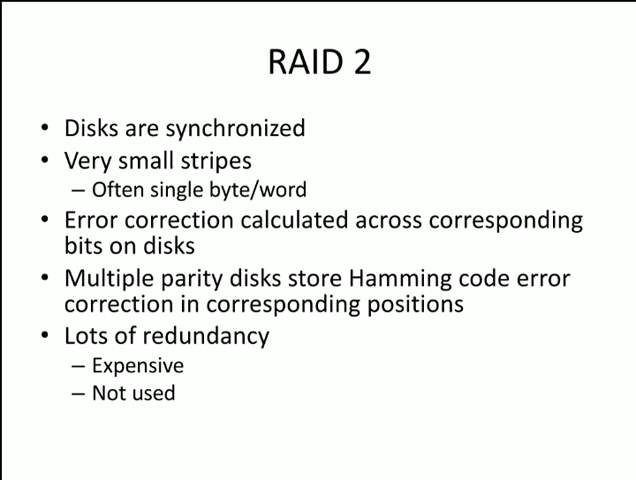 RAID 2
• Disks are synchronized
• Very small stripes
– Often single byte/word
• Error correction calculated across corresponding
bits on disks
• Multiple parity disks store Hamming code error
correction in corresponding positions
• Lots of redundancy
– Expensive
– Not used